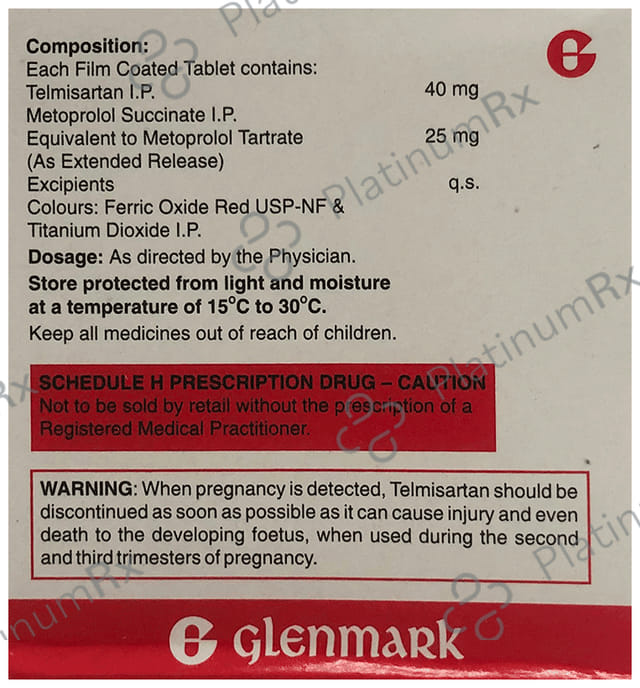 Composition:
Each Film Coated Tablet contains:
Telmisartan I.P. 40 mg
Metoprolol Succinate I.P.
Equivalent to Metoprolol Tartrate 25 mg
(As Extended Release)
Excipients q.s.
Colours: Ferric Oxide Red USP-NF &
Titanium Dioxide I.P.
Dosage: As directed by the Physician.
Store protected from light and moisture
at a temperature of 15°C to 30°C.
Keep all medicines out of reach of children.
SCHEDULE H PRESCRIPTION DRUG – CAUTION
Not to be sold by retail without the prescription of a
Registered Medical Practitioner.
WARNING: When pregnancy is detected, Telmisartan should be
discontinued as soon as possible as it can cause injury and even
death to the developing foetus, when used during the second
and third trimesters of pregnancy.
G glenmark
PlatinumRx
PlatinumRx
PlatinumRx
PlatinumRx
Rx
Platin
inumRx